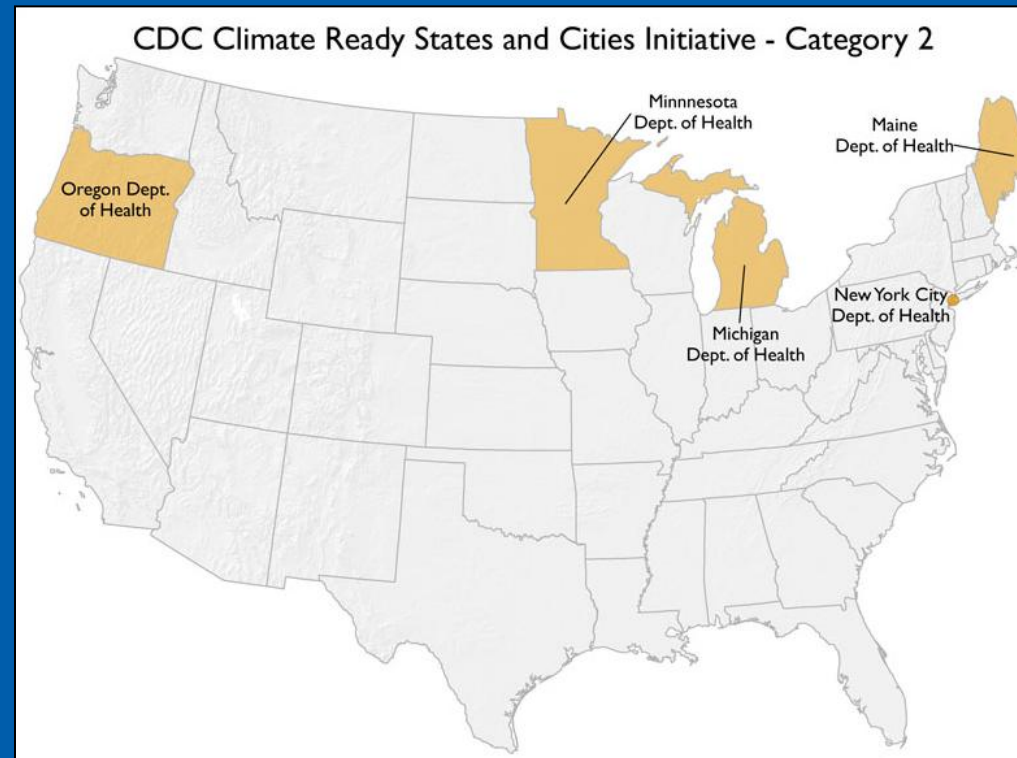 CDC Climate Ready States and Cities Initiative - Category 2
Minnnesota
Dept. of Health
Maine
Dept. of Health
Oregon Dept.
of Health
New York City
Dept. of Health
Michigan
Dept. of Health